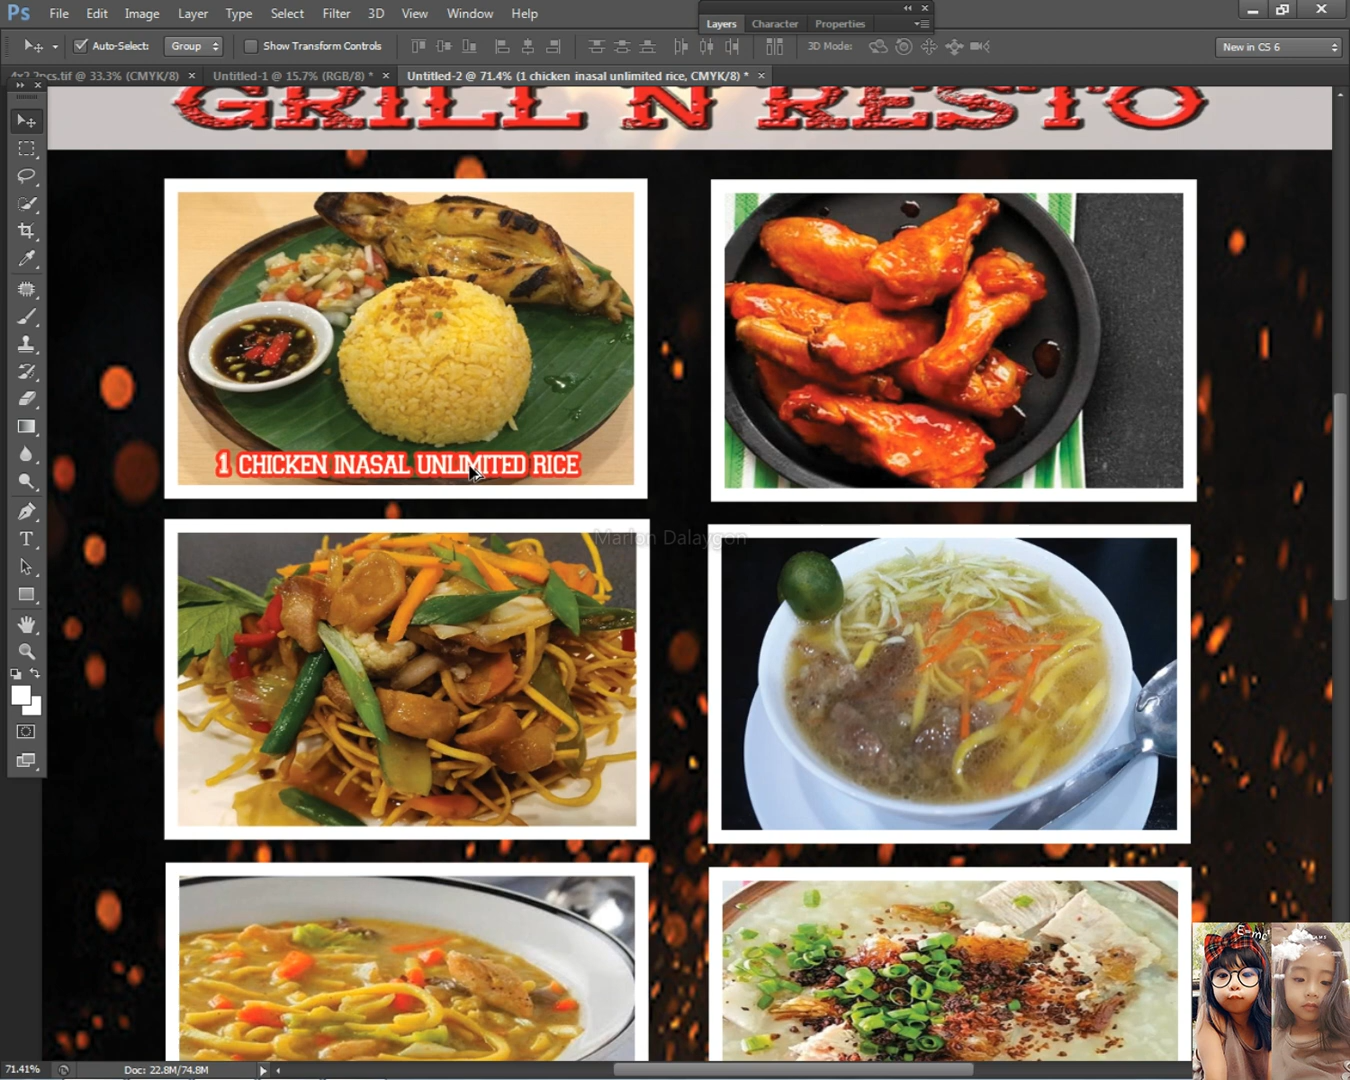 Ps File Edit Image Layer Type Select Filter 3D View Window Help
Layers Character Properties
Auto-Select: Group Show Transform Controls 3D Mode: New in CS 6
4x2 2pcs.tif @ 33.3% (CMYK/8) × Untitled-1 @ 15.7% (RGB/8) * × Untitled-2 @ 71.4% (1 chicken inasal unlimited rice, CMYK/8) * ×
GRILL 'N RESTO
1 CHICKEN INASAL UNLIMITED RICE
Marlon Dalaygon
71.41% Doc: 22.8M/74.8M